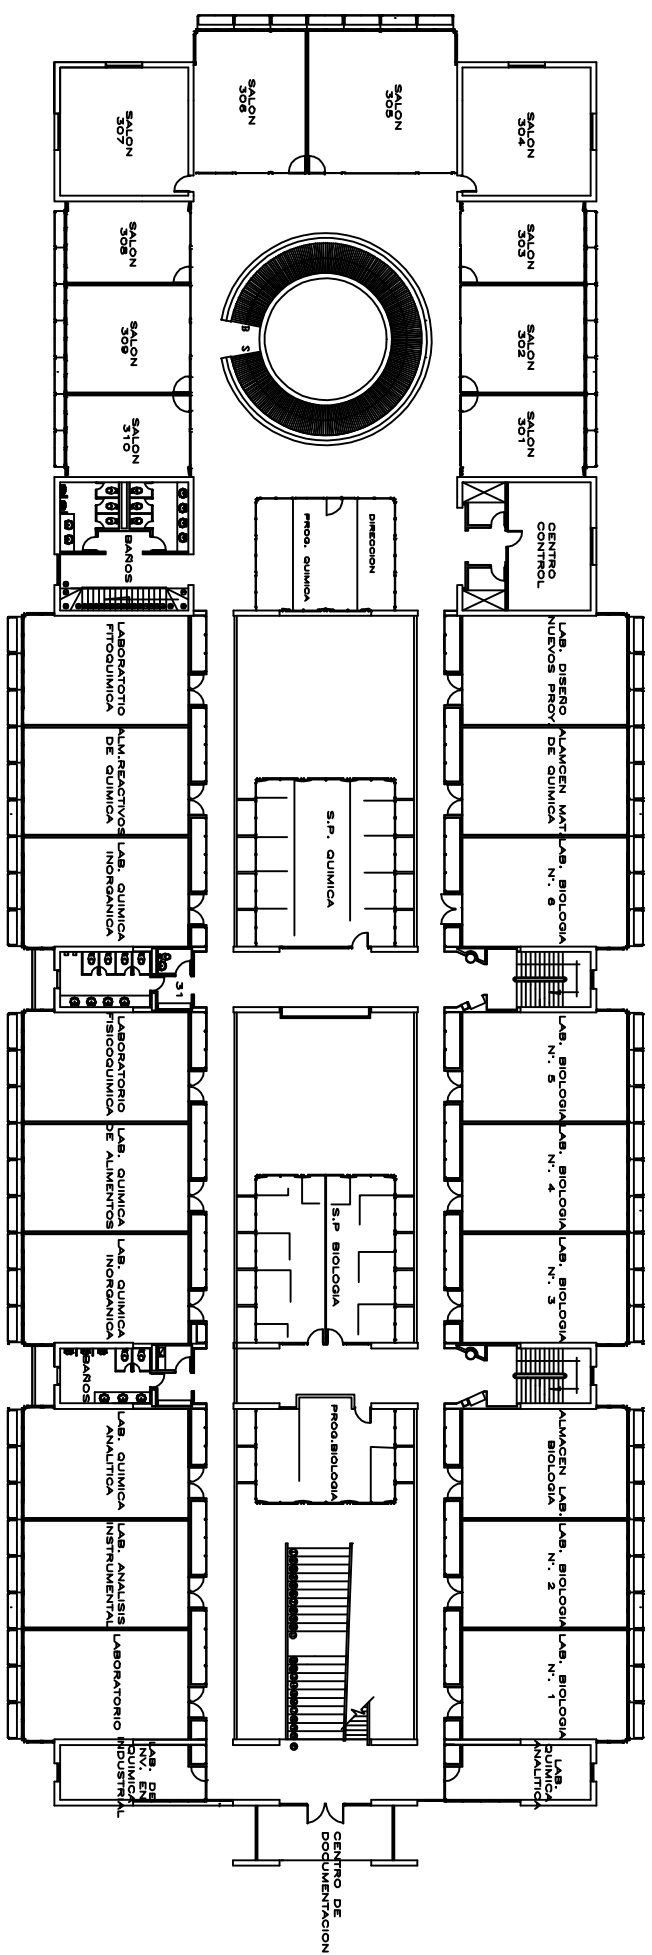 SALON
306
SALON
305
SALON
307
SALON
304
SALON
308
SALON
303
SALON
309
SALON
302
SALON
310
SALON
301
B
S
BAÑOS
PROG. QUIMICA
DIRECCION
CENTRO
CONTROL
LABORATOTIO
FITOQUIMICA
LAB. DISEÑO
NUEVOS PROY.
ALM.REACTIVOS
DE QUIMICA
S.P. QUIMICA
ALAMCEN MAT.
DE QUIMICA
LAB. QUIMICA
INORGANICA
LAB. BIOLOGIA
N°. 6
31
LABORATORIO
FISICOQUIMICA
LAB. BIOLOGIA
N°. 5
LAB. QUIMICA
DE ALIMENTOS
LAB. BIOLOGIA
N°. 4
LAB. QUIMICA
INORGANICA
S.P BIOLOGIA
LAB. BIOLOGIA
N°. 3
BAÑOS
LAB. QUIMICA
ANALITICA
PROG.BIOLOGIA
ALMACEN LAB.
BIOLOGIA
LAB. ANALISIS
INSTRUMENTAL
LAB. BIOLOGIA
N°. 2
LABORATORIO INDUSTRIAL
LAB. BIOLOGIA
N°. 1
LAB. DE
INV. EN
QUIMICA
LAB.
QUIMICA
ANALITICA
CENTRO DE
DOCUMENTACION